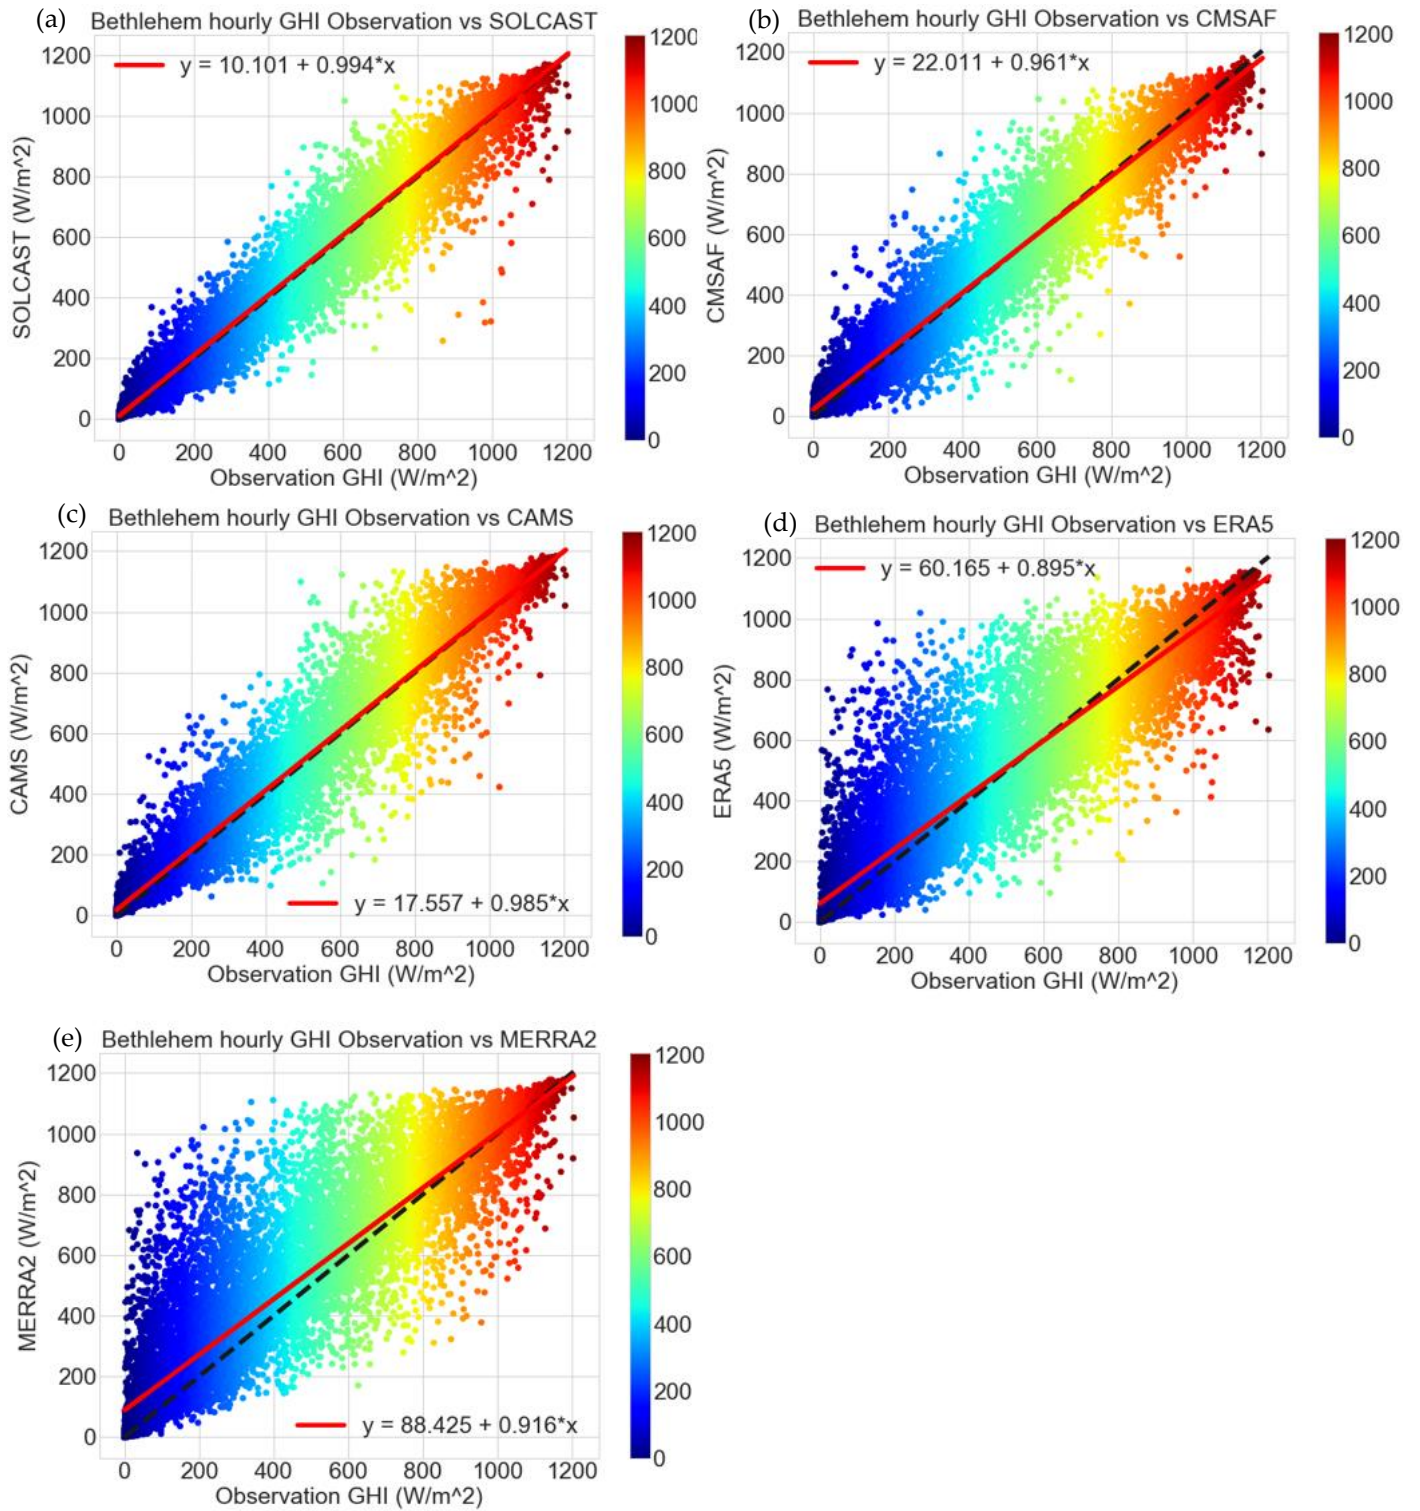 (a) Bethlehem hourly GHI Observation vs SOLCAST
1200
1000
800
600
400
200
0
SOLCAST (W/m^2)
y = 10.101 + 0.994*x
0 200 400 600 800 1000 1200
Observation GHI (W/m^2)
1200
1000
800
600
400
200
0
(b) Bethlehem hourly GHI Observation vs CMSAF
1200
1000
800
600
400
200
0
CMSAF (W/m^2)
y = 22.011 + 0.961*x
0 200 400 600 800 1000 1200
Observation GHI (W/m^2)
1200
1000
800
600
400
200
0
(c) Bethlehem hourly GHI Observation vs CAMS
1200
1000
800
600
400
200
0
CAMS (W/m^2)
y = 17.557 + 0.985*x
0 200 400 600 800 1000 1200
Observation GHI (W/m^2)
1200
1000
800
600
400
200
0
(d) Bethlehem hourly GHI Observation vs ERA5
1200
1000
800
600
400
200
0
ERA5 (W/m^2)
y = 60.165 + 0.895*x
0 200 400 600 800 1000 1200
Observation GHI (W/m^2)
1200
1000
800
600
400
200
0
(e) Bethlehem hourly GHI Observation vs MERRA2
1200
1000
800
600
400
200
0
MERRA2 (W/m^2)
y = 88.425 + 0.916*x
0 200 400 600 800 1000 1200
Observation GHI (W/m^2)
1200
1000
800
600
400
200
0